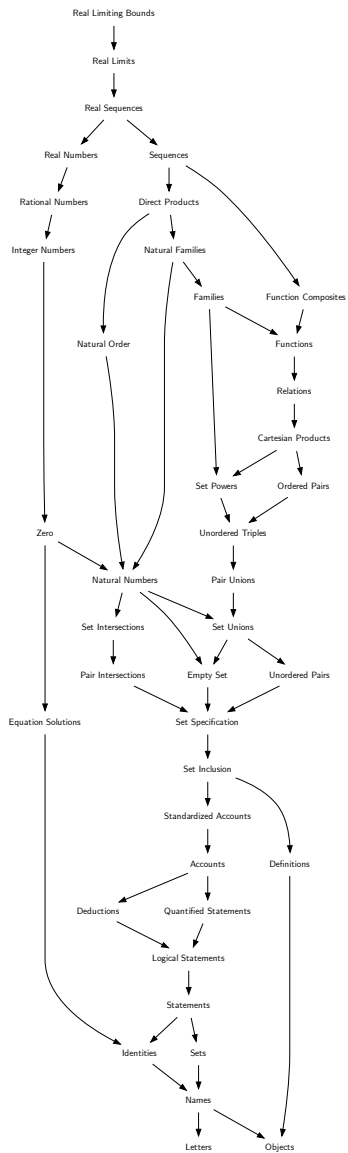 Real Limiting Bounds
Real Limits
Real Sequences
Real Numbers
Sequences
Rational Numbers
Direct Products
Integer Numbers
Natural Families
Families
Function Composites
Natural Order
Functions
Relations
Cartesian Products
Set Powers
Ordered Pairs
Zero
Unordered Triples
Natural Numbers
Pair Unions
Set Intersections
Set Unions
Pair Intersections
Empty Set
Unordered Pairs
Equation Solutions
Set Specification
Set Inclusion
Standardized Accounts
Accounts
Definitions
Deductions
Quantified Statements
Logical Statements
Statements
Identities
Sets
Names
Letters
Objects